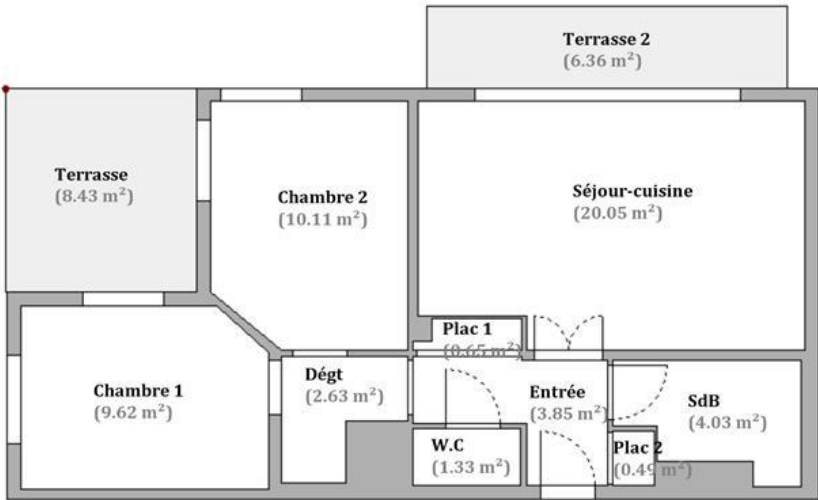 Terrasse 2
(6.36 m²)
Terrasse
(8.43 m²)
Chambre 2
(10.11 m²)
Séjour-cuisine
(20.05 m²)
Plac 1
(0.65 m²)
Chambre 1
(9.62 m²)
Dégt
(2.63 m²)
Entrée
(3.85 m²)
SdB
(4.03 m²)
W.C
(1.33 m²)
Plac 2
(0.49 m²)